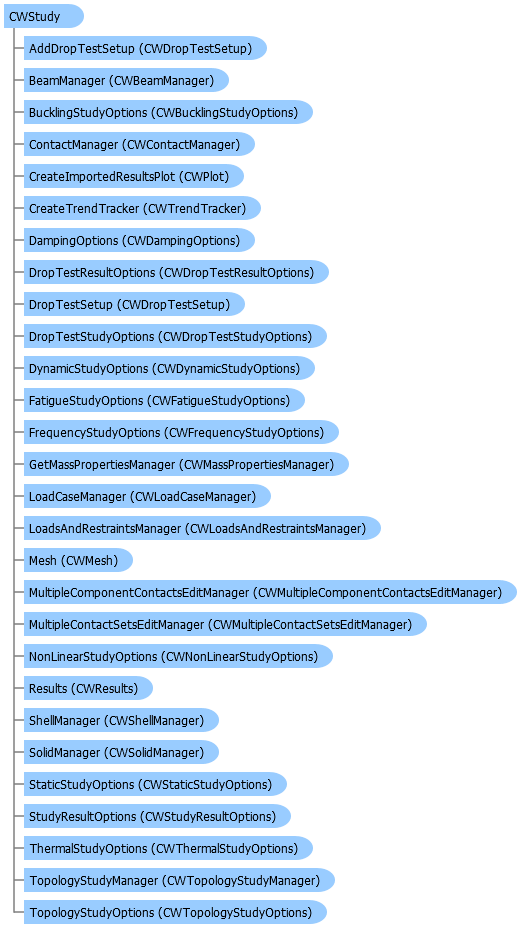 CWStudy
AddDropTestSetup (CWDropTestSetup)
BeamManager (CWBeamManager)
BucklingStudyOptions (CWBucklingStudyOptions)
ContactManager (CWContactManager)
CreateImportedResultsPlot (CWPlot)
CreateTrendTracker (CWTrendTracker)
DampingOptions (CWDampingOptions)
DropTestResultOptions (CWDropTestResultOptions)
DropTestSetup (CWDropTestSetup)
DropTestStudyOptions (CWDropTestStudyOptions)
DynamicStudyOptions (CWDynamicStudyOptions)
FatigueStudyOptions (CWFatigueStudyOptions)
FrequencyStudyOptions (CWFrequencyStudyOptions)
GetMassPropertiesManager (CWMassPropertiesManager)
LoadCaseManager (CWLoadCaseManager)
LoadsAndRestraintsManager (CWLoadsAndRestraintsManager)
Mesh (CWMesh)
MultipleComponentContactsEditManager (CWMultipleComponentContactsEditManager)
MultipleContactSetsEditManager (CWMultipleContactSetsEditManager)
NonLinearStudyOptions (CWNonLinearStudyOptions)
Results (CWResults)
ShellManager (CWShellManager)
SolidManager (CWSolidManager)
StaticStudyOptions (CWStaticStudyOptions)
StudyResultOptions (CWStudyResultOptions)
ThermalStudyOptions (CWThermalStudyOptions)
TopologyStudyManager (CWTopologyStudyManager)
TopologyStudyOptions (CWTopologyStudyOptions)